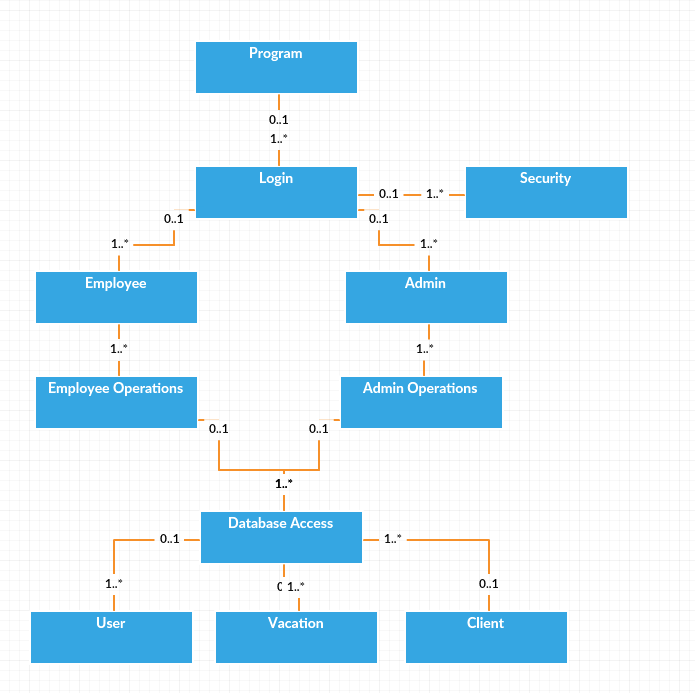 Program
0..1
1..*
Login
0..1
1..*
Security
0..1
0..1
1..*
1..*
Employee
Admin
1..*
1..*
Employee Operations
Admin Operations
0..1
0..1
1..*
Database Access
0..1
1..*
1..*
1..*
0..1
User
Vacation
Client